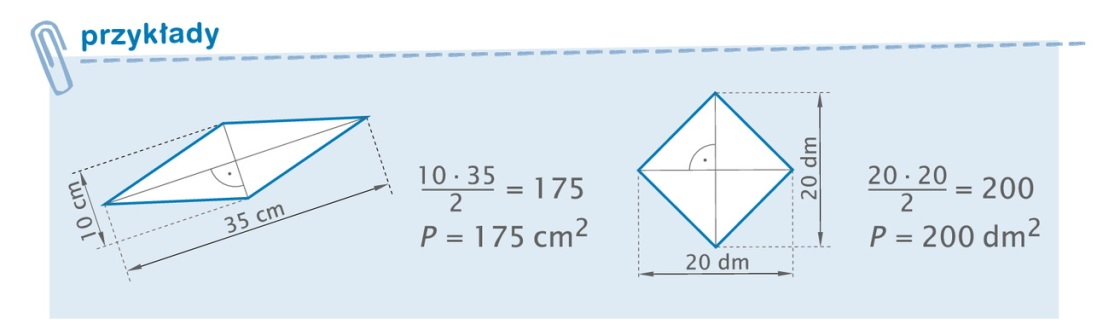 przykłady
10 cm
35 cm
10 · 35 / 2 = 175
P = 175 cm²
20 dm
20 dm
20 · 20 / 2 = 200
P = 200 dm²